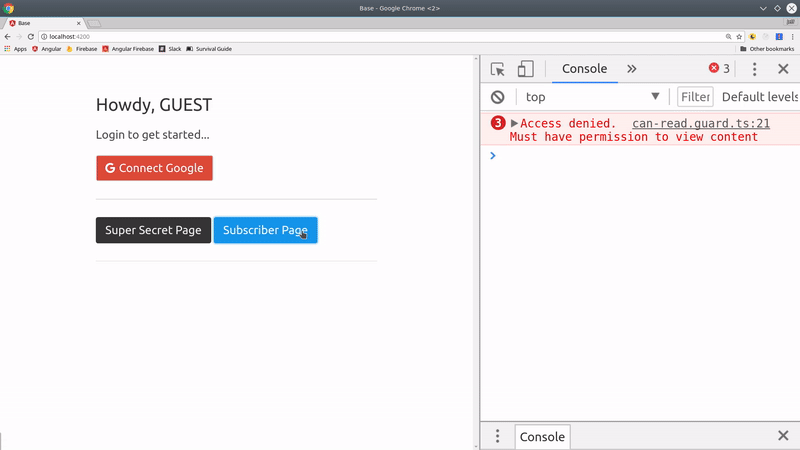 Base - Google Chrome <2>
Base
localhost:4200
Apps Angular Firebase Angular Firebase Slack Survival Guide Other bookmarks
Howdy, GUEST
Login to get started...
G Connect Google
Super Secret Page Subscriber Page
Console 3
top Filter Default levels
3 Access denied. can-read.guard.ts:21
Must have permission to view content
Console